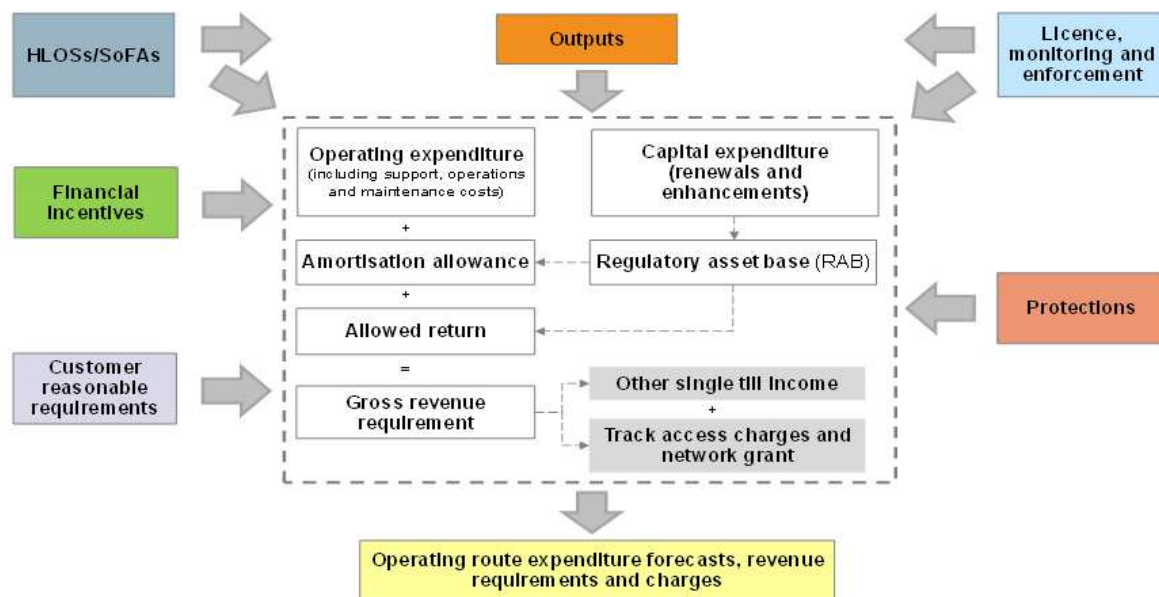 HLOSs/SoFAs
Outputs
Licence,
monitoring and
enforcement
Operating expenditure
(including support, operations
and maintenance costs)
Capital expenditure
(renewals and
enhancements)
Financial
incentives
+
Amortisation allowance
Regulatory asset base (RAB)
+
Allowed return
Protections
Customer
reasonable
requirements
=
Gross revenue
requirement
Other single till income
+
Track access charges and
network grant
Operating route expenditure forecasts, revenue
requirements and charges